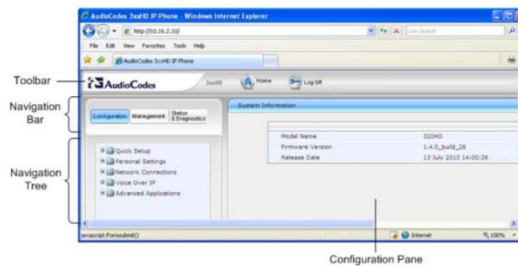 AudioCodes 3xxHD IP Phone - Windows Internet Explorer
http://10.16.2.10/
Live Search
File Edit View Favorites Tools Help
AudioCodes 3xxHD IP Phone
Toolbar
AudioCodes
3xxHD
Home
Log Off
Navigation
Bar
Configuration
Management
Status
& Diagnostics
System Information
Model Name 320HD
Firmware Version 1.4.0_build_26
Release Date 13 July 2010 14:00:26
Navigation
Tree
Quick Setup
Personal Settings
Network Connections
Voice Over IP
Advanced Applications
javascript:Formsubmit()
Internet
100%
Configuration Pane